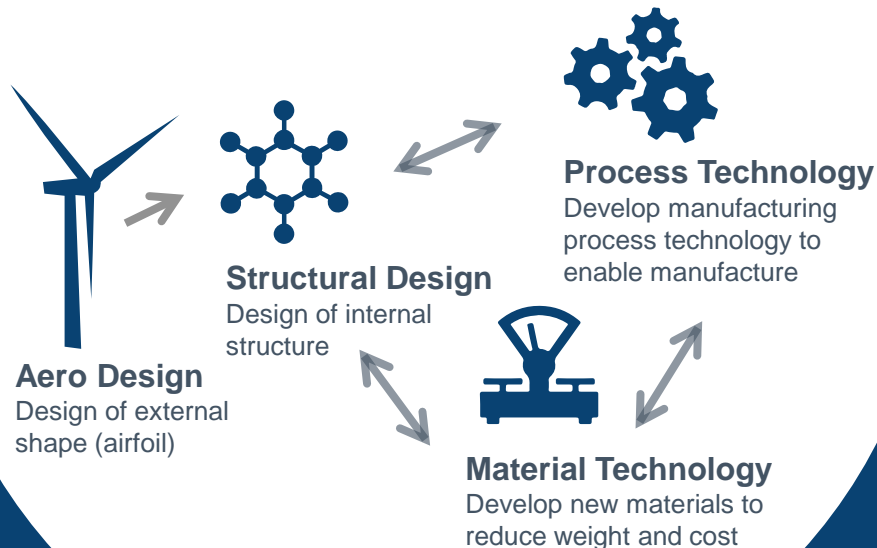 Process Technology
Develop manufacturing
process technology to
enable manufacture
Structural Design
Design of internal
structure
Aero Design
Design of external
shape (airfoil)
Material Technology
Develop new materials to
reduce weight and cost